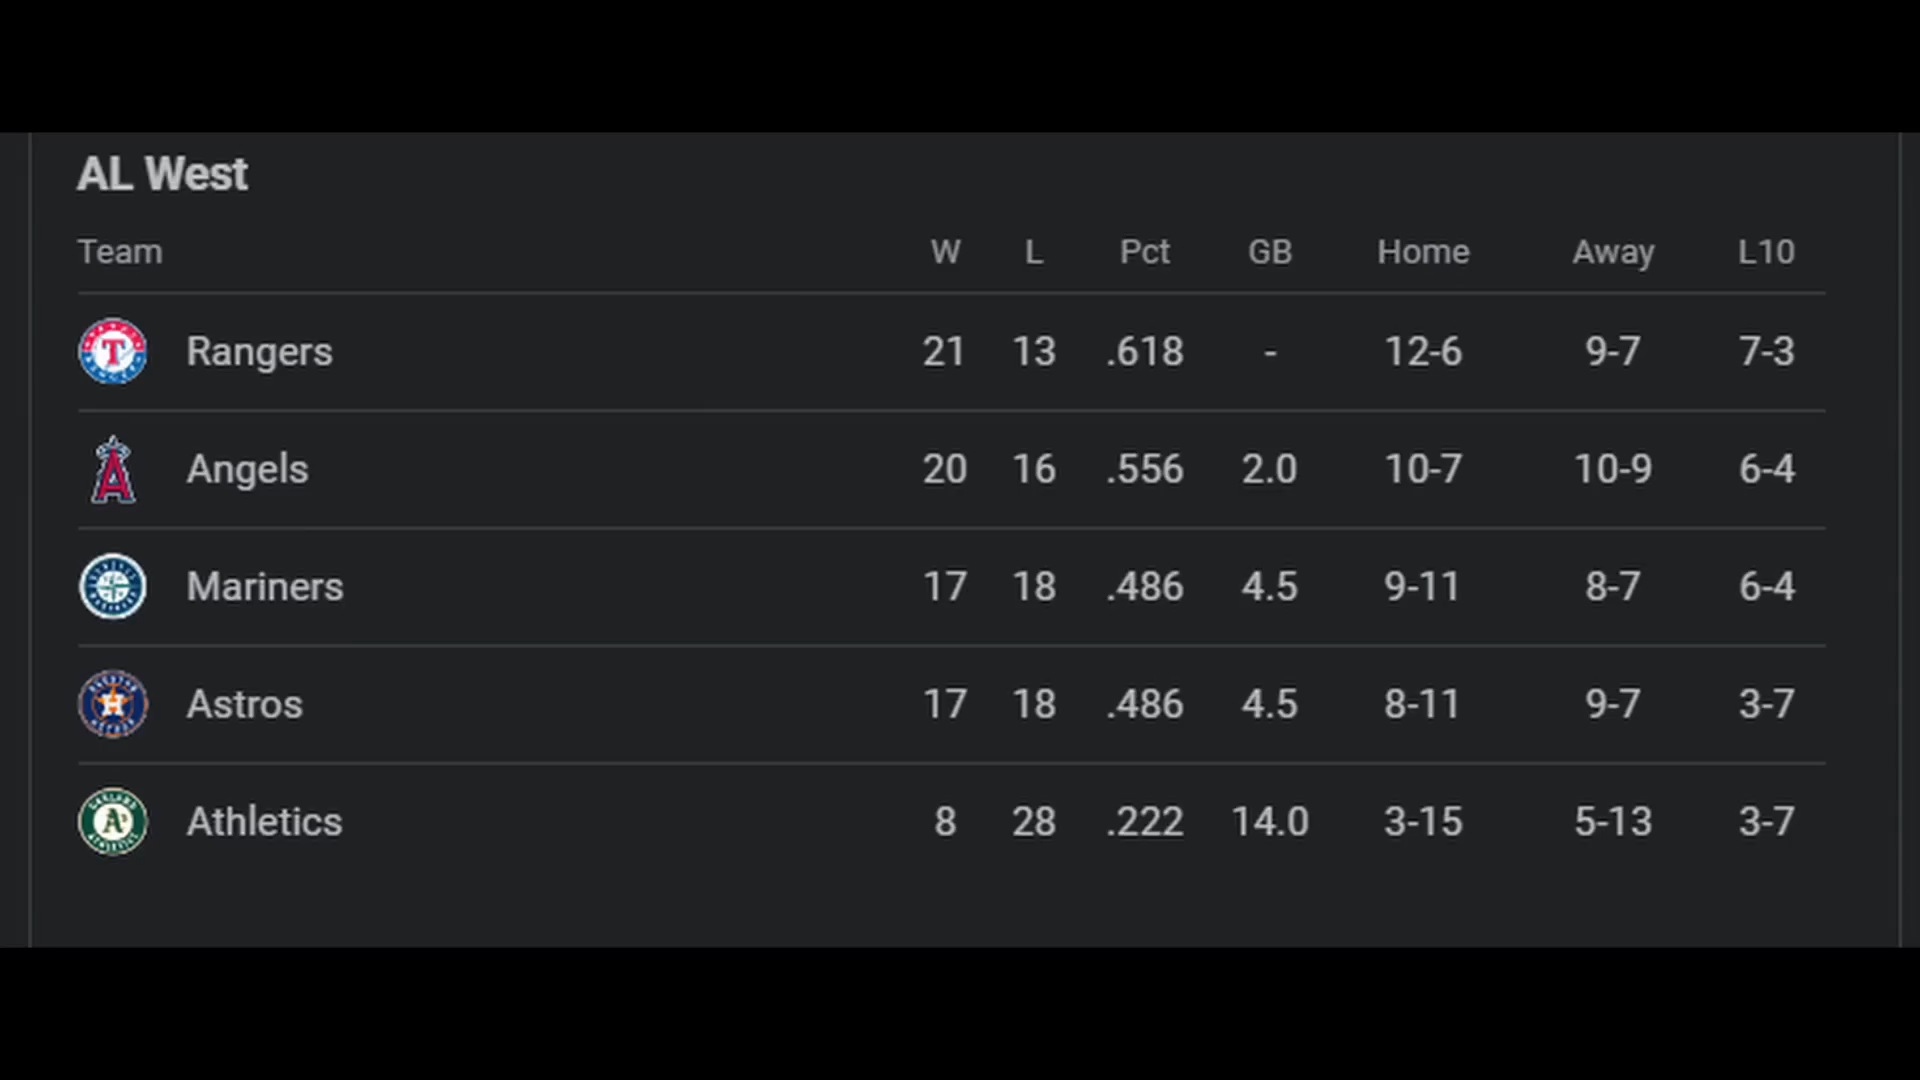 AL West
Team W L Pct GB Home Away L10
Rangers 21 13 .618 - 12-6 9-7 7-3
Angels 20 16 .556 2.0 10-7 10-9 6-4
Mariners 17 18 .486 4.5 9-11 8-7 6-4
Astros 17 18 .486 4.5 8-11 9-7 3-7
Athletics 8 28 .222 14.0 3-15 5-13 3-7